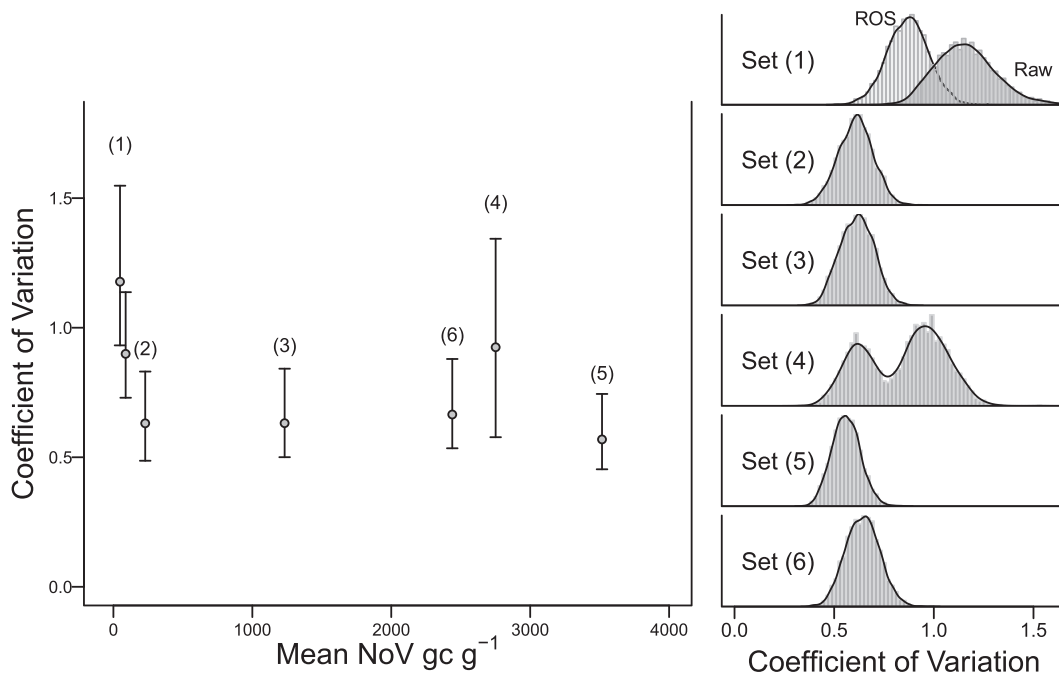 (1)
(4)
(6)
(3)
(2)
(5)
1.5
1.0
0.5
0.0
Coefficient of Variation
0 1000 2000 3000 4000
Mean NoV gc g⁻¹
ROS
Raw
Set (1)
Set (2)
Set (3)
Set (4)
Set (5)
Set (6)
0.0 0.5 1.0 1.5
Coefficient of Variation